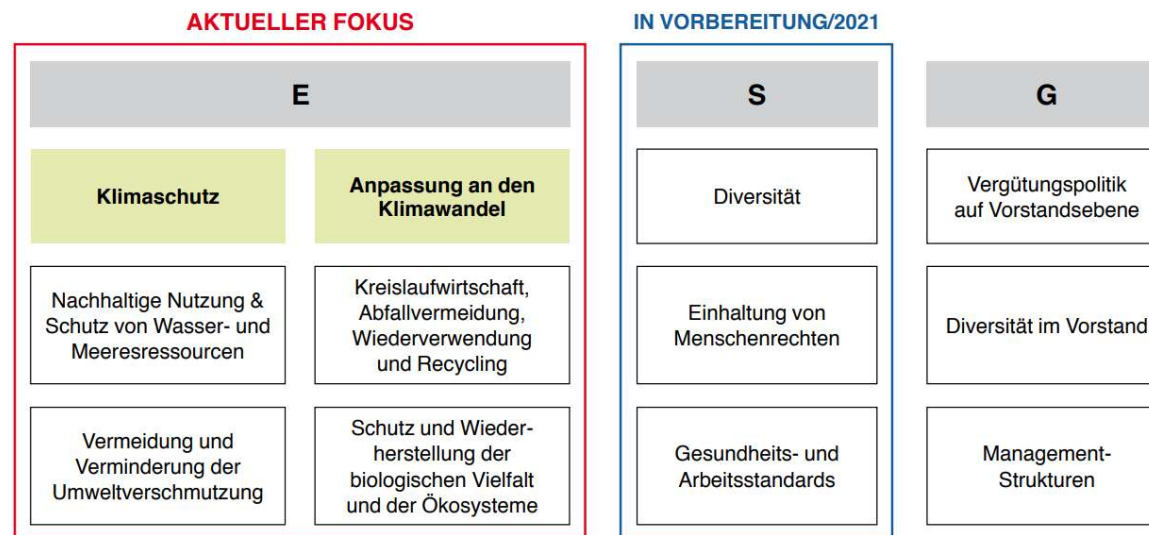 AKTUELLER FOKUS
IN VORBEREITUNG/2021
E
S
G
Klimaschutz
Anpassung an den
Klimawandel
Diversität
Vergütungspolitik
auf Vorstandsebene
Nachhaltige Nutzung &
Schutz von Wasser- und
Meeresressourcen
Kreislaufwirtschaft,
Abfallvermeidung,
Wiederverwendung
und Recycling
Einhaltung von
Menschenrechten
Diversität im Vorstand
Vermeidung und
Verminderung der
Umweltverschmutzung
Schutz und Wieder-
herstellung der
biologischen Vielfalt
und der Ökosysteme
Gesundheits- und
Arbeitsstandards
Management-
Strukturen